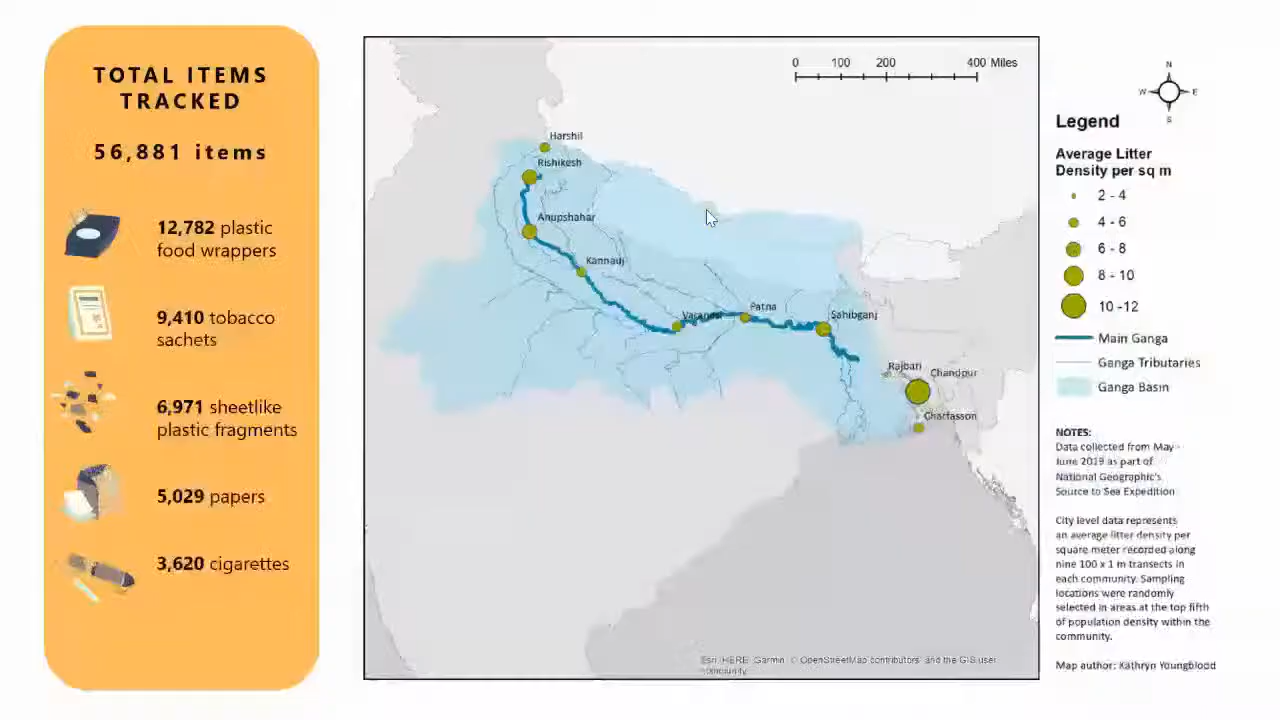 TOTAL ITEMS
TRACKED
56,881 items
12,782 plastic
food wrappers
9,410 tobacco
sachets
6,971 sheetlike
plastic fragments
5,029 papers
3,620 cigarettes
0 100 200 400 Miles
Harshil
Rishikesh
Anupshahar
Kannauj
Varanasi
Patna
Sahibganj
Rajbari
Chandpur
Charfasson
Esri, HERE, Garmin, © OpenStreetMap contributors, and the GIS user
community
N
W E
S
Legend
Average Litter
Density per sq m
2 - 4
4 - 6
6 - 8
8 - 10
10 -12
Main Ganga
Ganga Tributaries
Ganga Basin
NOTES:
Data collected from May -
June 2019 as part of
National Geographic's
Source to Sea Expedition
City level data represents
an average litter density per
square meter recorded along
nine 100 x 1 m transects in
each community. Sampling
locations were randomly
selected in areas at the top fifth
of population density within the
community.
Map author: Kathryn Youngblood